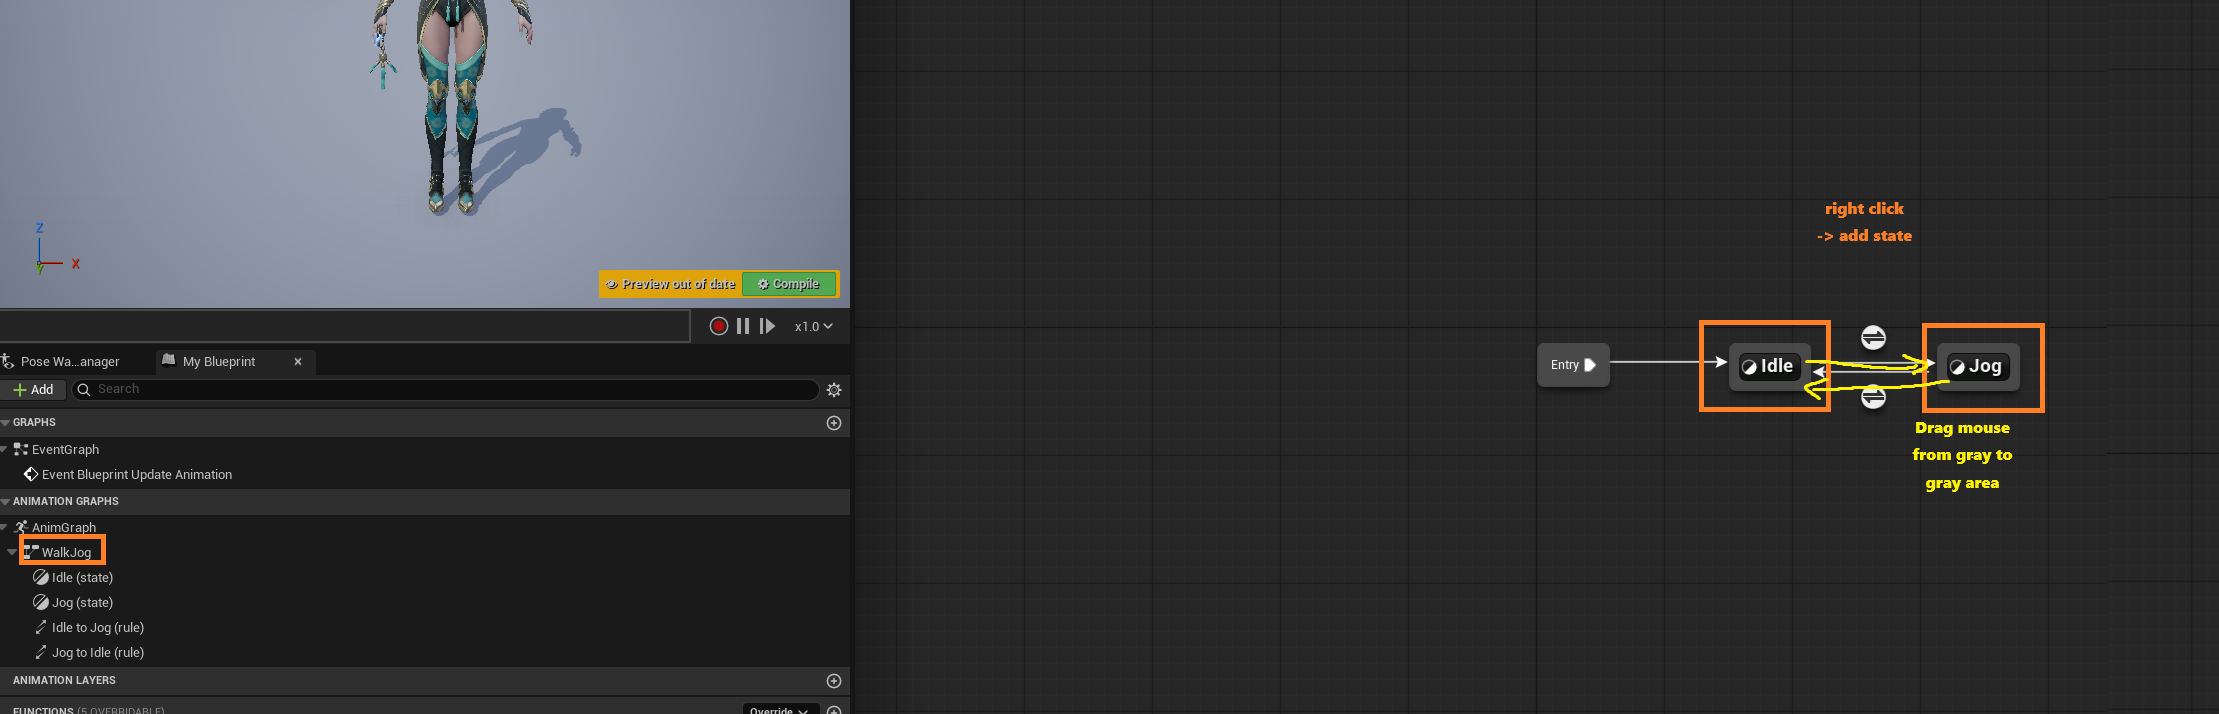 Z
X
Y
Preview out of date
Compile
x1.0
Pose Wa...anager
My Blueprint
Add
Search
GRAPHS
EventGraph
Event Blueprint Update Animation
ANIMATION GRAPHS
AnimGraph
WalkJog
Idle (state)
Jog (state)
Idle to Jog (rule)
Jog to Idle (rule)
ANIMATION LAYERS
FUNCTIONS (5 OVERRIDABLE)
Override
right click
-> add state
Entry
Idle
Jog
Drag mouse
from gray to
gray area